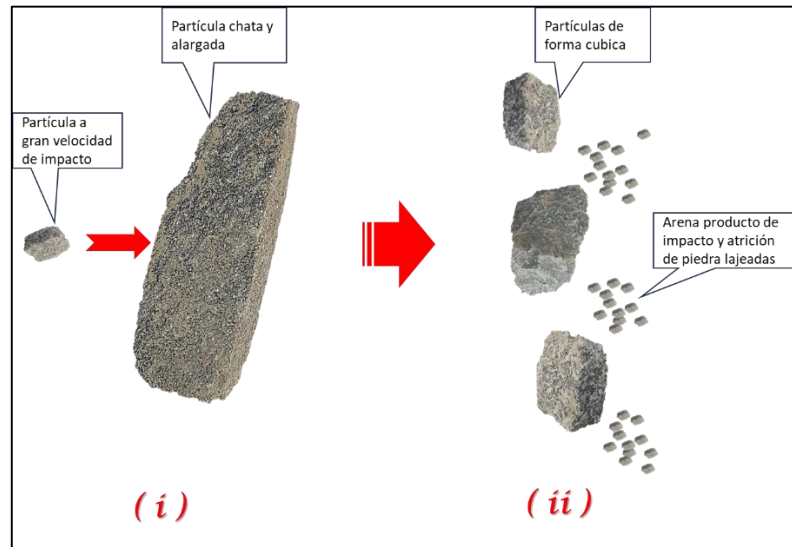 Partícula chata y
alargada
Partículas de
forma cubica
Partícula a
gran velocidad
de impacto
Arena producto de
impacto y atrición
de piedra lajeadas
( i )
( ii )